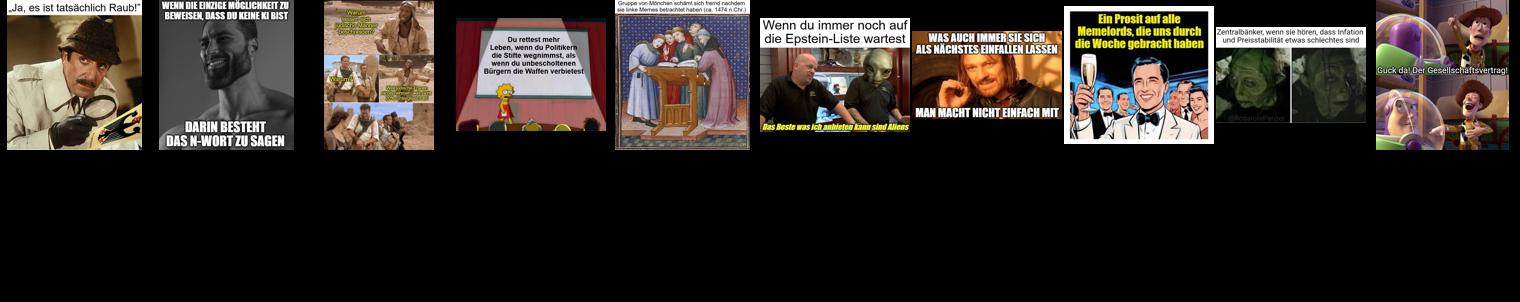 „Ja, es ist tatsächlich Raub!"
WENN DIE EINZIGE MÖGLICHKEIT ZU
BEWEISEN, DASS DU KEINE KI BIST
DARIN BESTEHT
DAS N-WORT ZU SAGEN
Warum
Männer
Du rettest mehr
Leben, wenn du Politikern
die Stifte wegnimmst, als
wenn du unbescholtenen
Bürgern die Waffen verbietest
Gruppe von Mönchen schämt sich fremd nachdem
sie linke Memes betrachtet haben (ca. 1474 n.Chr.)
Wenn du immer noch auf
die Epstein-Liste wartest
Das Beste was ich anbieten kann sind Aliens
WAS AUCH IMMER SIE SICH
ALS NÄCHSTES EINFALLEN LASSEN
MAN MACHT NICHT EINFACH MIT
Ein Prosit auf alle
Memelords, die uns durch
die Woche gebracht haben
Zentralbänker, wenn sie hören, dass Infation
und Preisstabilität etwas schlechtes sind
Guck da! Der Gesellschaftsvertrag!